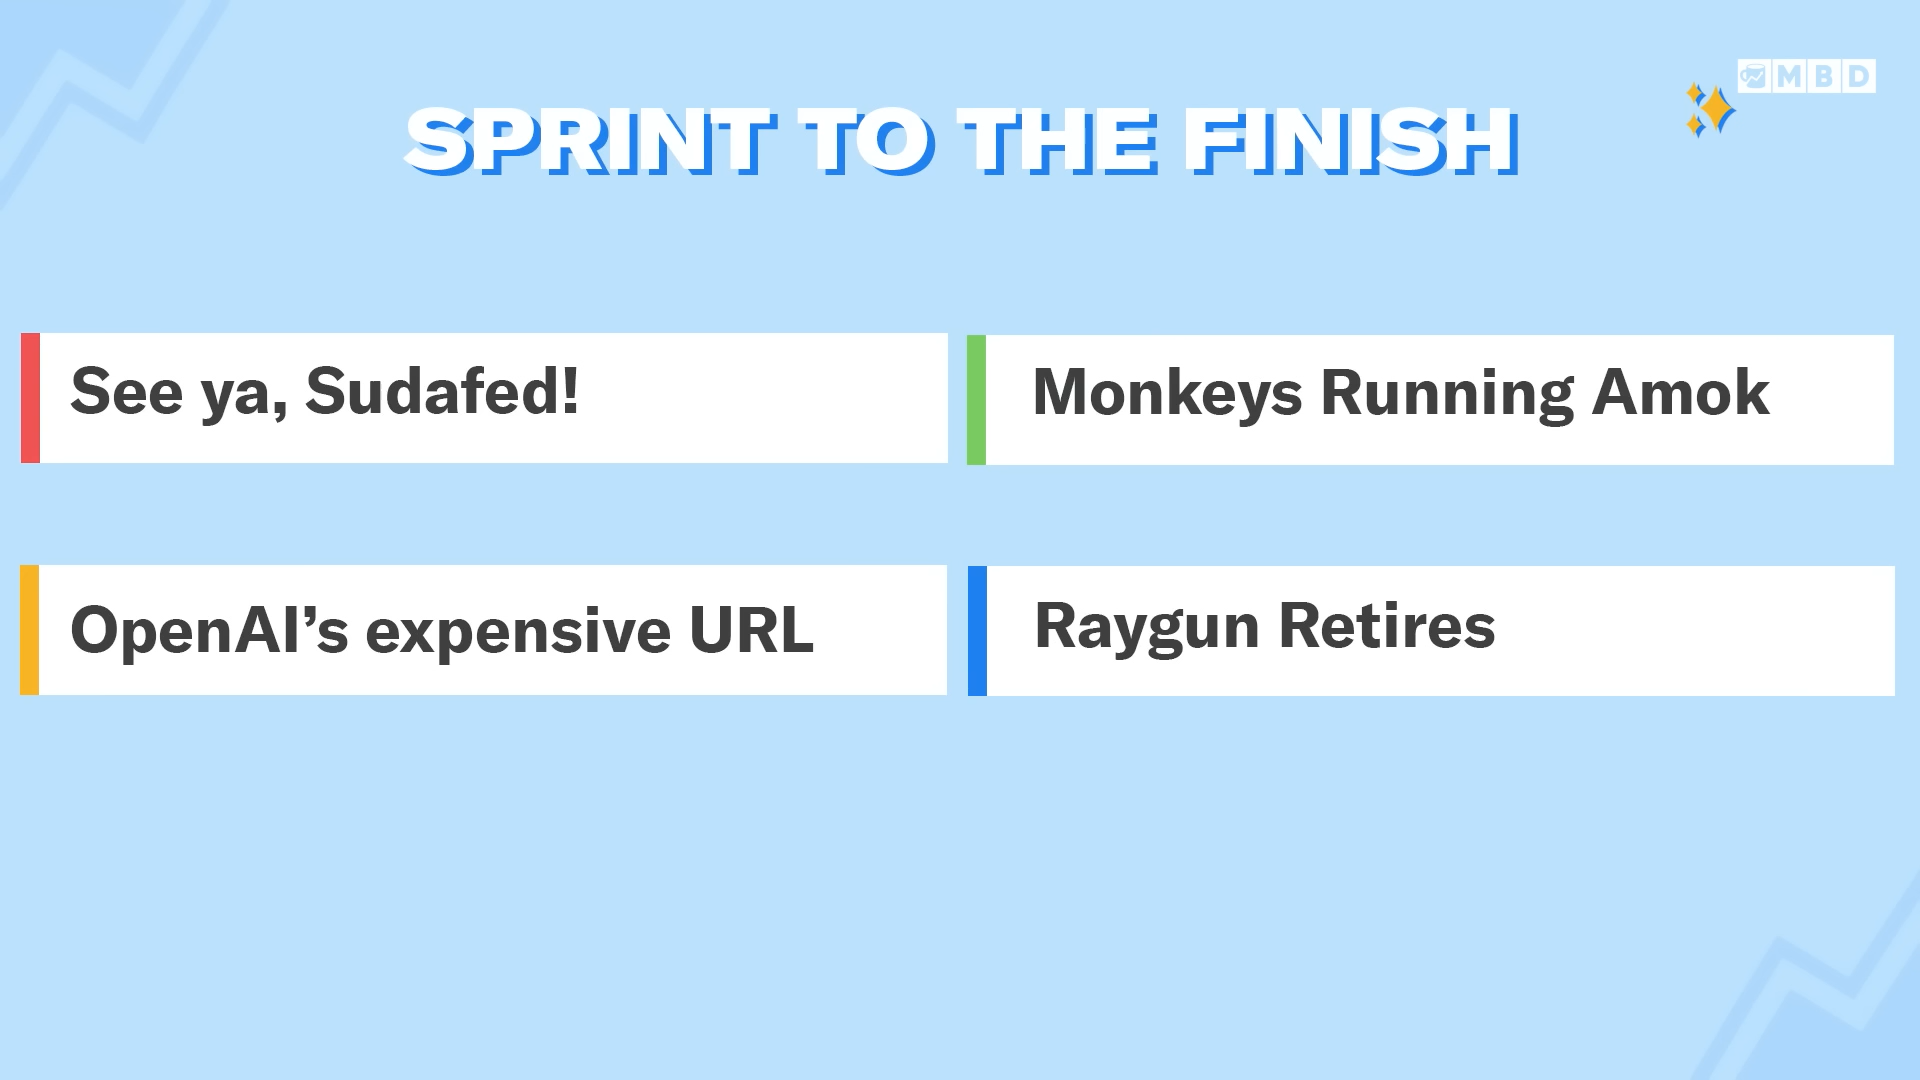 MBD
SPRINT TO THE FINISH
See ya, Sudafed!
Monkeys Running Amok
OpenAI’s expensive URL
Raygun Retires